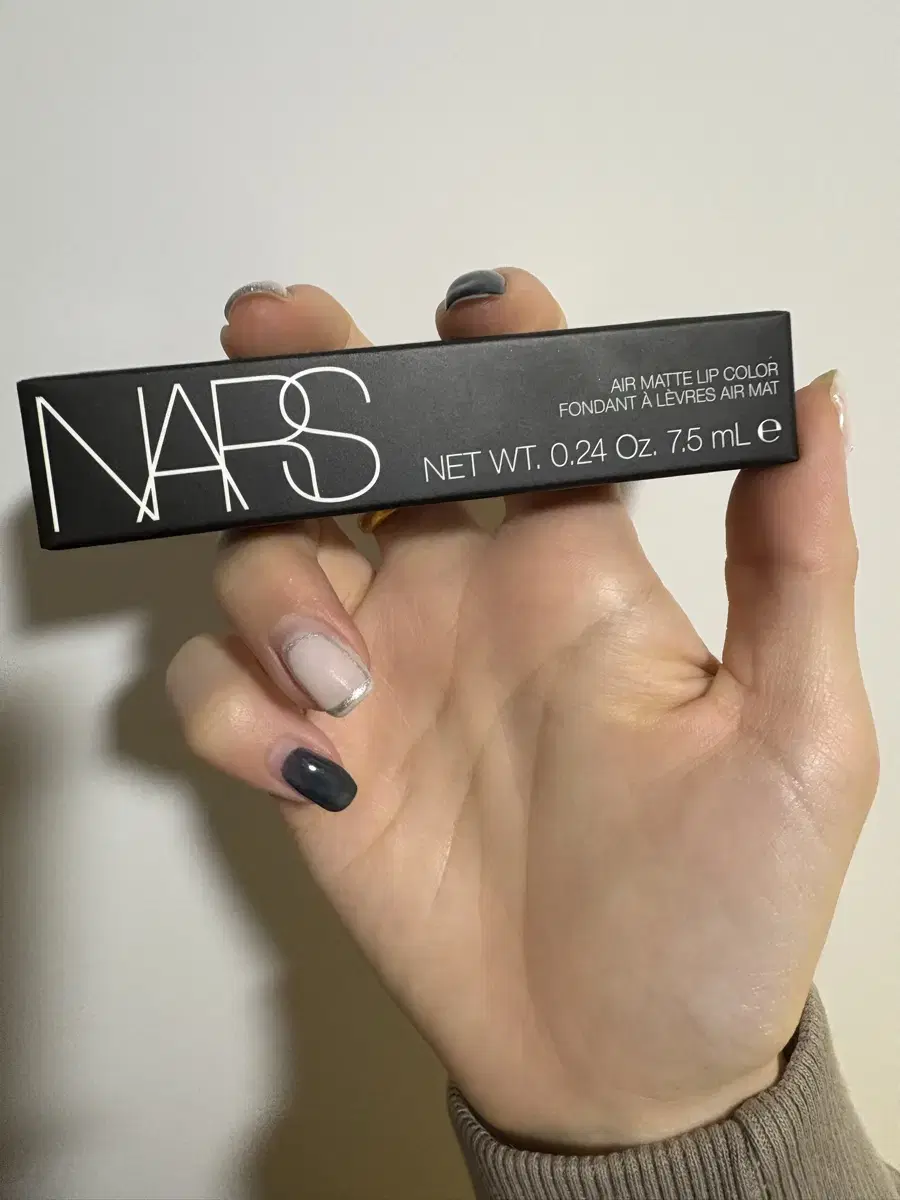 NARS
AIR MATTE LIP COLOR
FONDANT À LÈVRES AIR MAT
NET WT. 0.24 Oz. 7.5 mL ℮